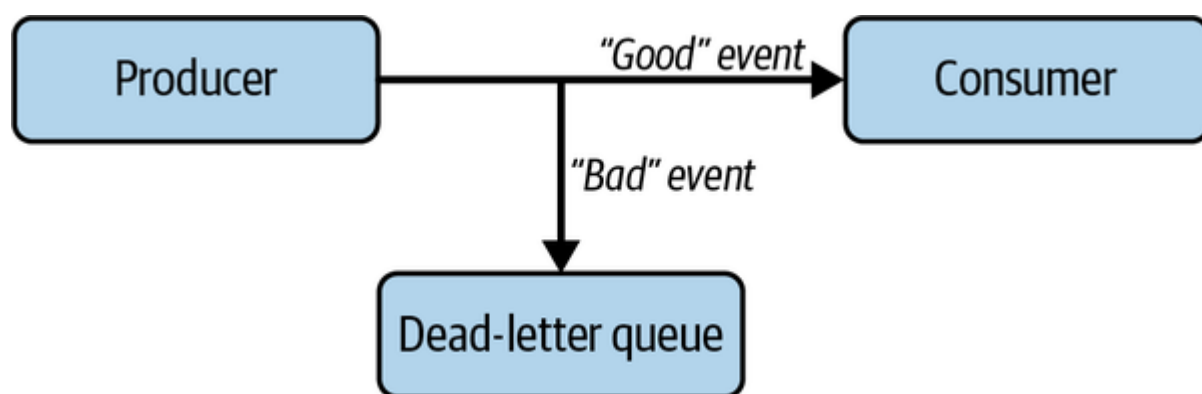 Producer
“Good” event
Consumer
“Bad” event
Dead-letter queue